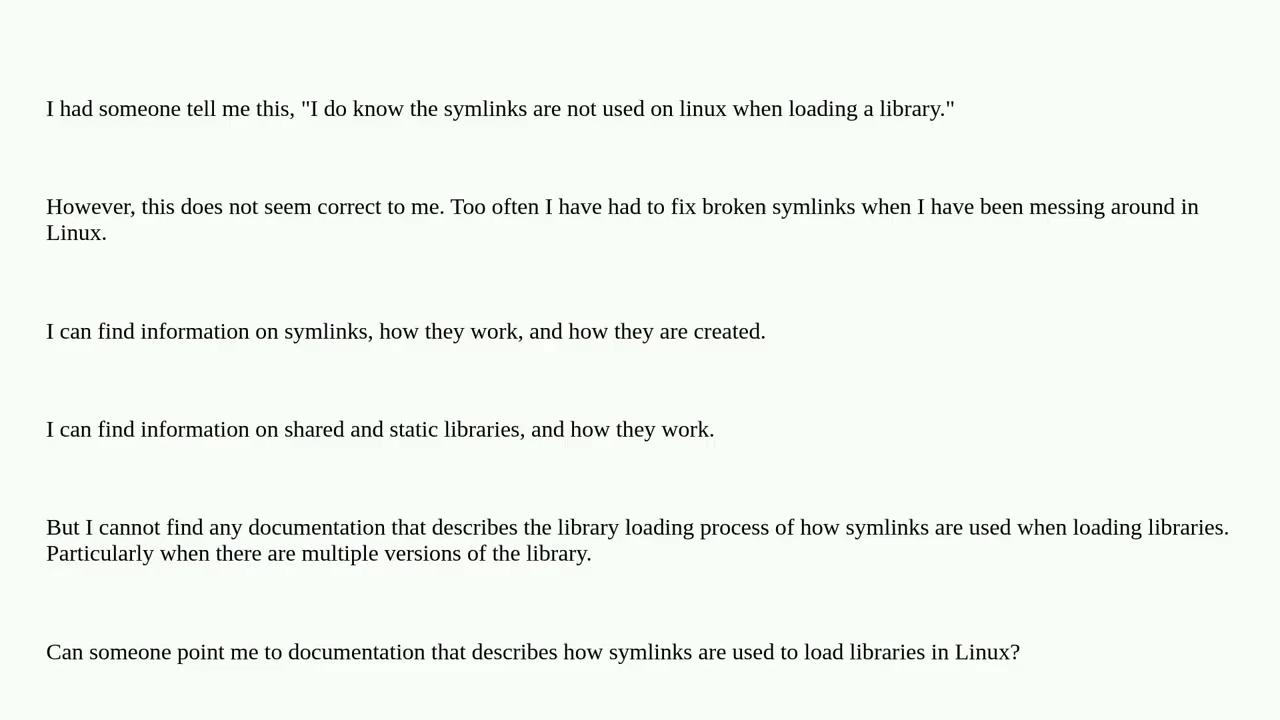 I had someone tell me this, "I do know the symlinks are not used on linux when loading a library."
However, this does not seem correct to me. Too often I have had to fix broken symlinks when I have been messing around in
Linux.
I can find information on symlinks, how they work, and how they are created.
I can find information on shared and static libraries, and how they work.
But I cannot find any documentation that describes the library loading process of how symlinks are used when loading libraries.
Particularly when there are multiple versions of the library.
Can someone point me to documentation that describes how symlinks are used to load libraries in Linux?